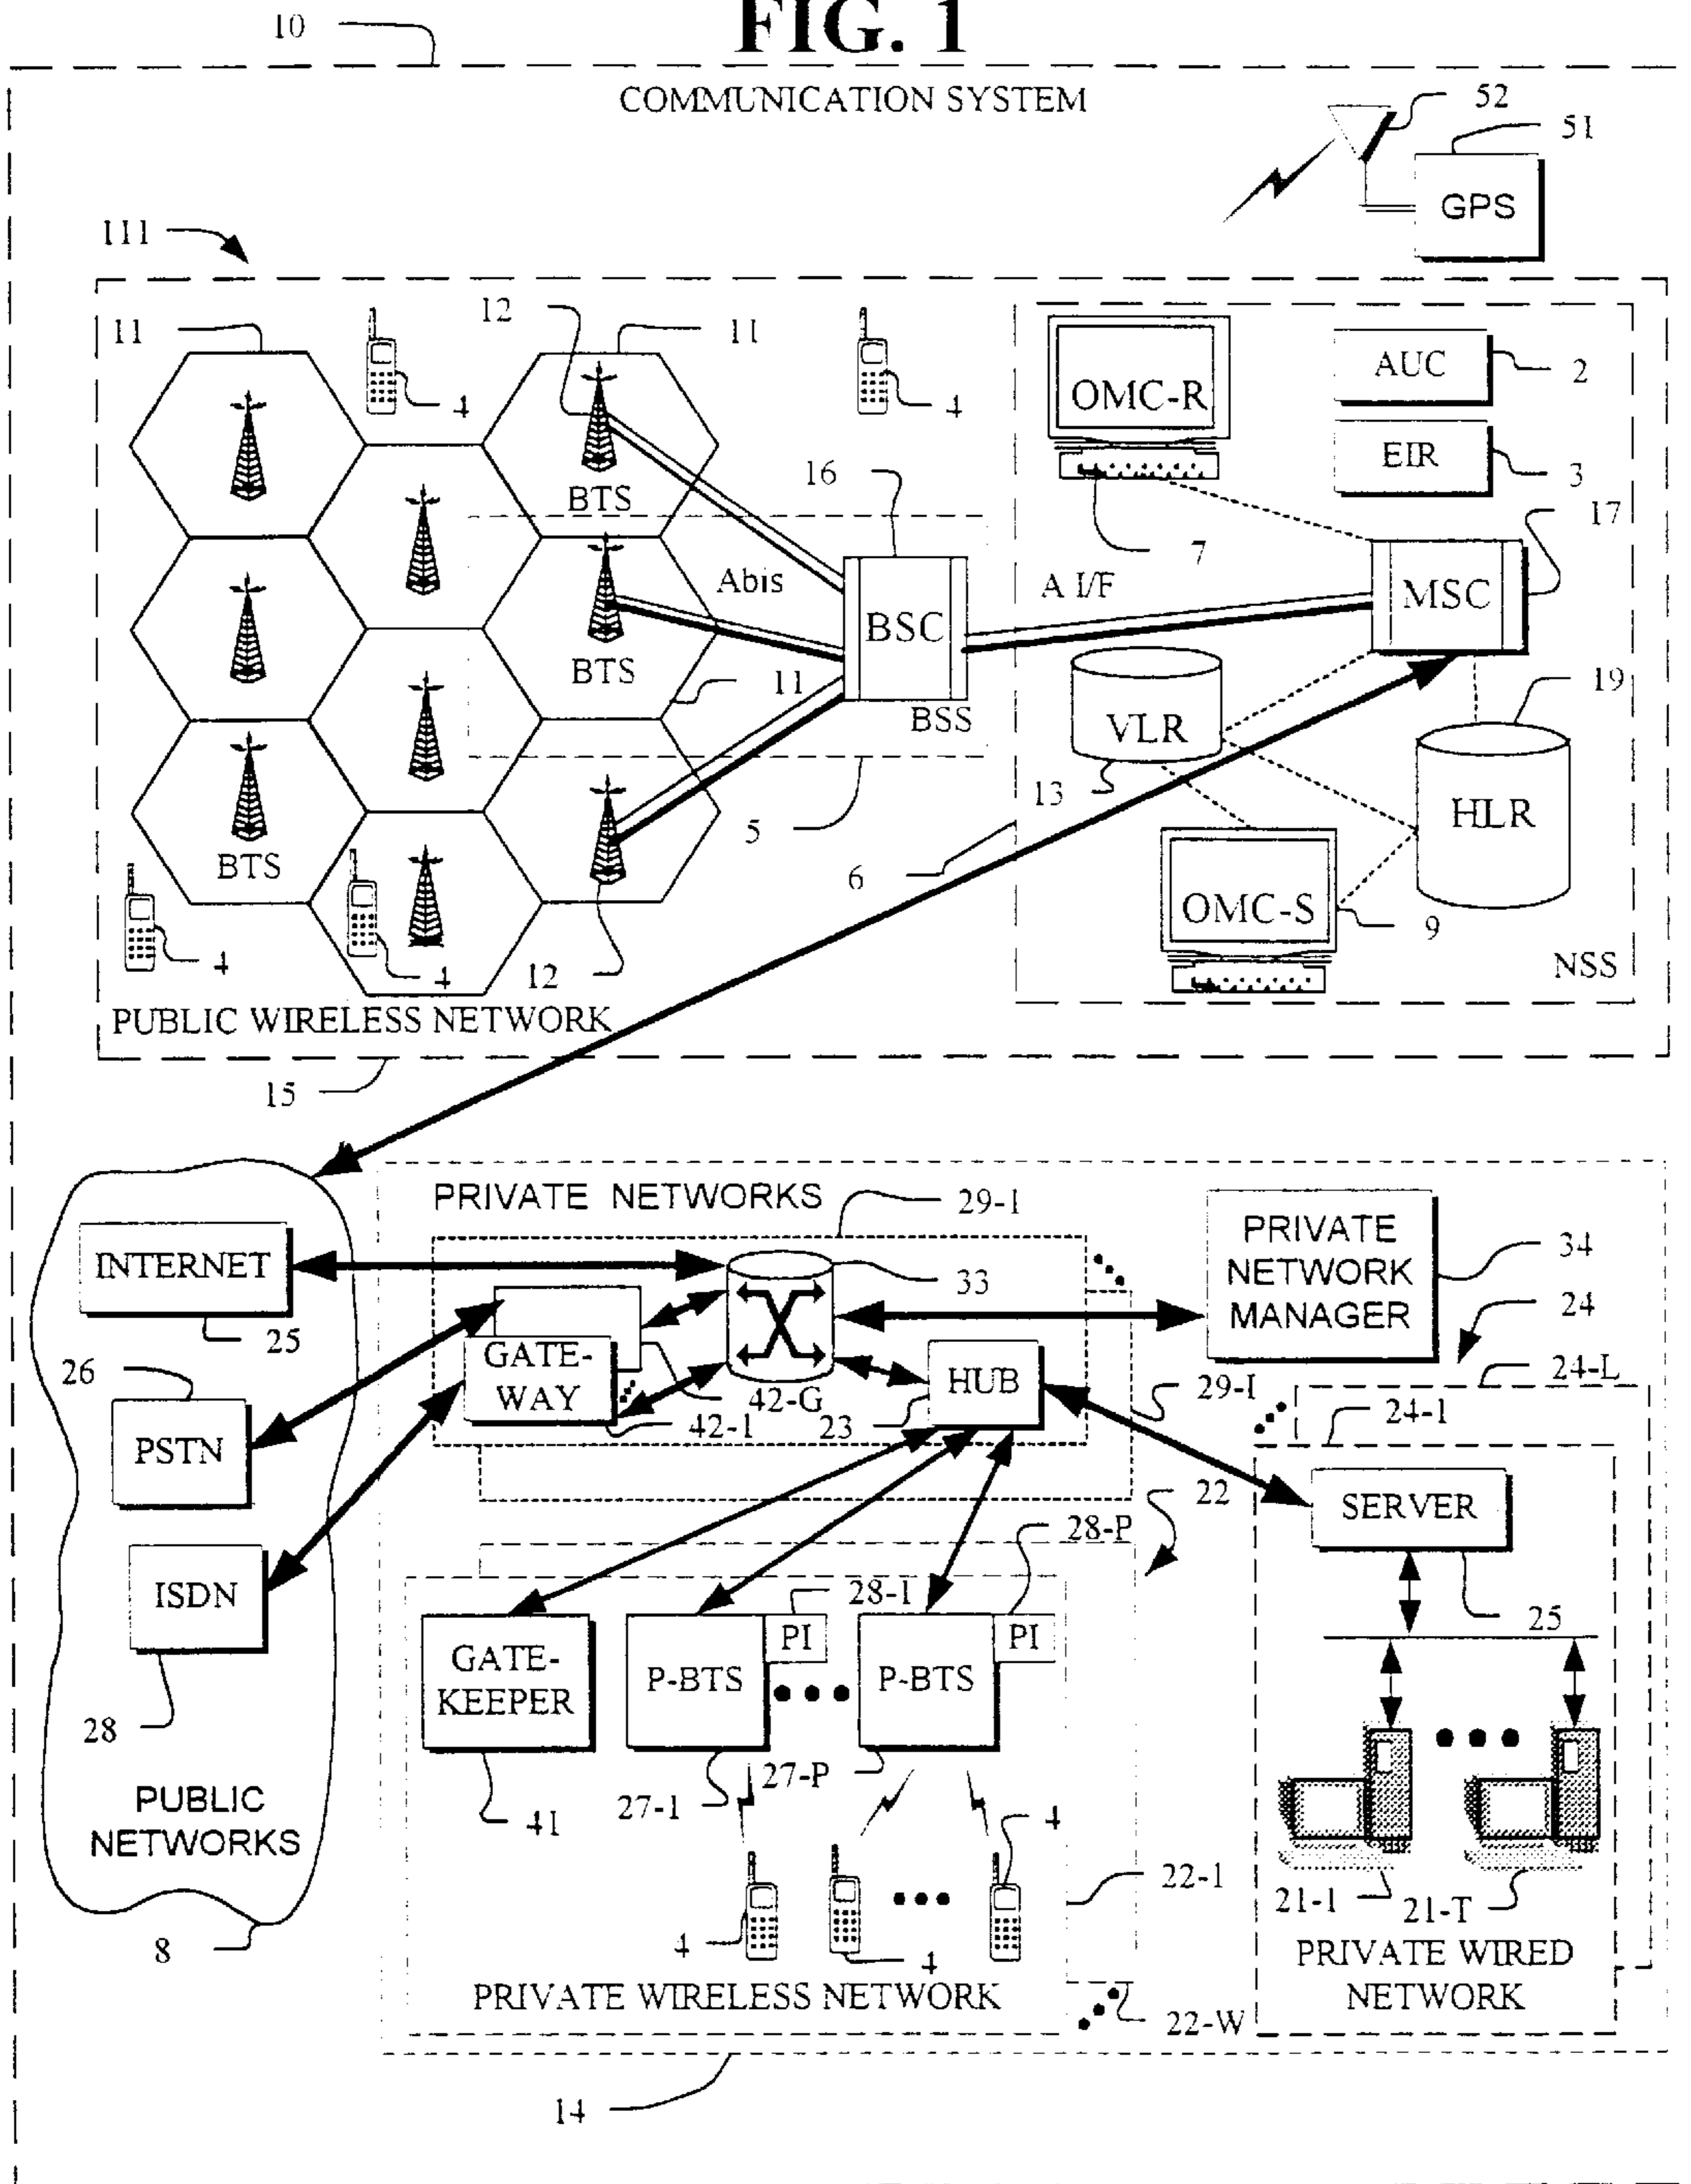 FIG. 1
10
COMMUNICATION SYSTEM
52
51
GPS
111
11
12
11
4
4
OMC-R
AUC
2
EIR
3
BTS
16
7
17
Abis
A I/F
BSC
MSC
BTS
11
BSS
VLR
19
13
HLR
5
6
BTS
OMC-S
9
4
4
12
NSS
PUBLIC WIRELESS NETWORK
15
PRIVATE NETWORKS
29-1
PRIVATE
NETWORK
MANAGER
34
INTERNET
33
25
24
GATE-
WAY
HUB
26
42-G
23
29-I
24-L
42-1
24-1
PSTN
SERVER
22
28-P
ISDN
28-1
25
PI
PI
GATE-
KEEPER
P-BTS
P-BTS
28
27-P
27-1
41
PUBLIC
NETWORKS
4
22-1
21-1
21-T
8
4
4
PRIVATE WIRED
NETWORK
PRIVATE WIRELESS NETWORK
22-W
14